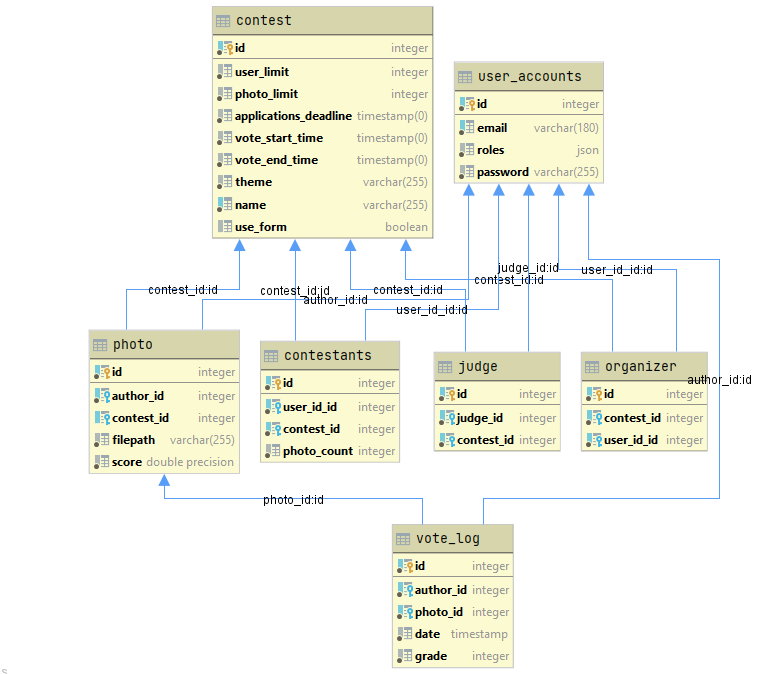 contest
id integer
user_limit integer
photo_limit integer
applications_deadline timestamp(0)
vote_start_time timestamp(0)
vote_end_time timestamp(0)
theme varchar(255)
name varchar(255)
use_form boolean
user_accounts
id integer
email varchar(180)
roles json
password varchar(255)
contest_id:id
contest_id:id
author_id:id
contest_id:id
user_id_id:id
judge_id:id
contest_id:id
user_id_id:id
author_id:id
photo
id integer
author_id integer
contest_id integer
filepath varchar(255)
score double precision
contestants
id integer
user_id_id integer
contest_id integer
photo_count integer
judge
id integer
judge_id integer
contest_id integer
organizer
id integer
contest_id integer
user_id_id integer
photo_id:id
vote_log
id integer
author_id integer
photo_id integer
date timestamp
grade integer
s